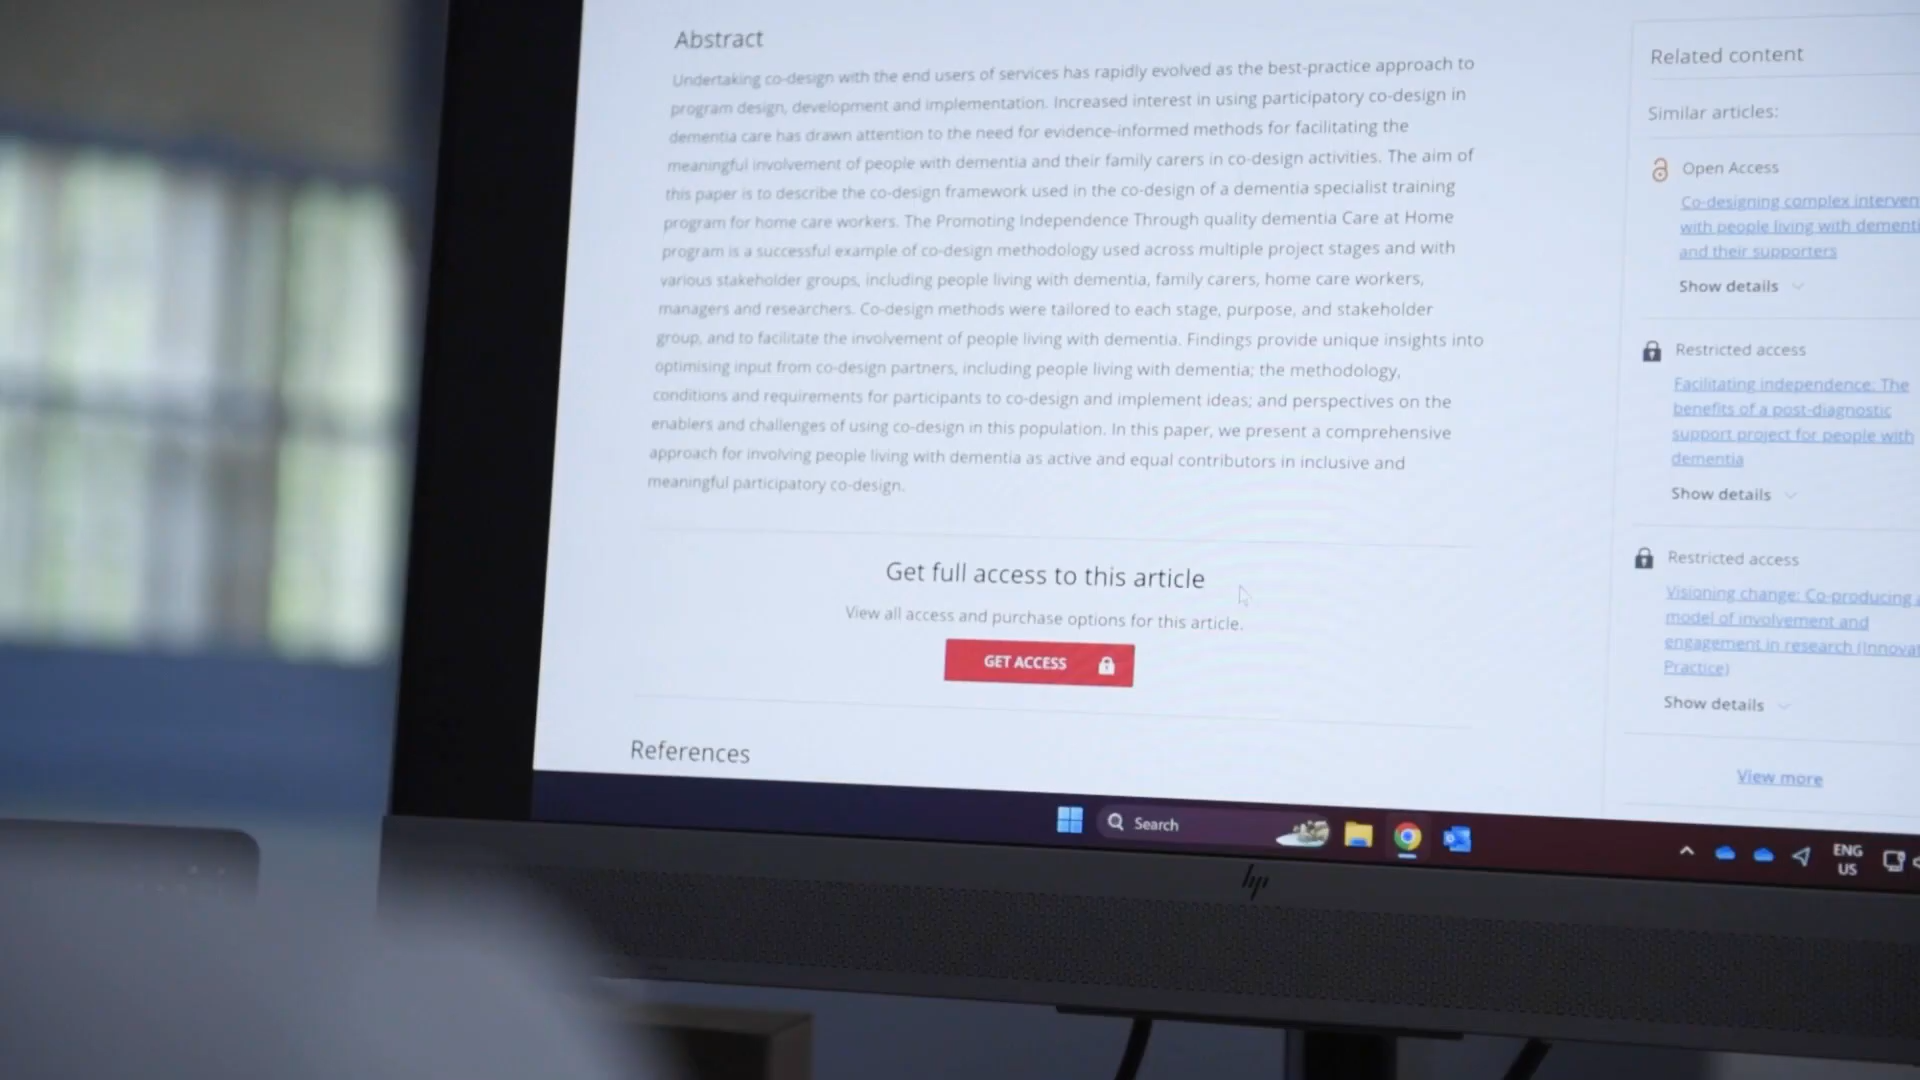 Abstract
Undertaking co-design with the end users of services has rapidly evolved as the best-practice approach to
program design, development and implementation. Increased interest in using participatory co-design in
dementia care has drawn attention to the need for evidence-informed methods for facilitating the
meaningful involvement of people with dementia and their family carers in co-design activities. The aim of
this paper is to describe the co-design framework used in the co-design of a dementia specialist training
program for home care workers. The Promoting Independence Through quality dementia Care at Home
program is a successful example of co-design methodology used across multiple project stages and with
various stakeholder groups, including people living with dementia, family carers, home care workers,
managers and researchers. Co-design methods were tailored to each stage, purpose, and stakeholder
group, and to facilitate the involvement of people living with dementia. Findings provide unique insights into
optimising input from co-design partners, including people living with dementia; the methodology,
conditions and requirements for participants to co-design and implement ideas; and perspectives on the
enablers and challenges of using co-design in this population. In this paper, we present a comprehensive
approach for involving people living with dementia as active and equal contributors in inclusive and
meaningful participatory co-design.
Get full access to this article
View all access and purchase options for this article.
GET ACCESS
References
Related content
Similar articles:
Open Access
Co-designing complex interven
with people living with dementi
and their supporters
Show details
Restricted access
Facilitating independence: The
benefits of a post-diagnostic
support project for people with
dementia
Show details
Restricted access
Visioning change: Co-producing a
model of involvement and
engagement in research (Innovat
Practice)
Show details
View more
Search
ENG
US
hp